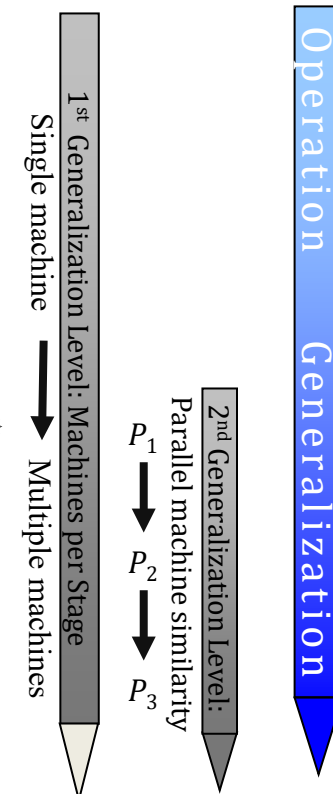 Operation Generalization
1st Generalization Level: Machines per Stage
Single machine
Multiple machines
2nd Generalization Level:
Parallel machine similarity
P1
P2
P3